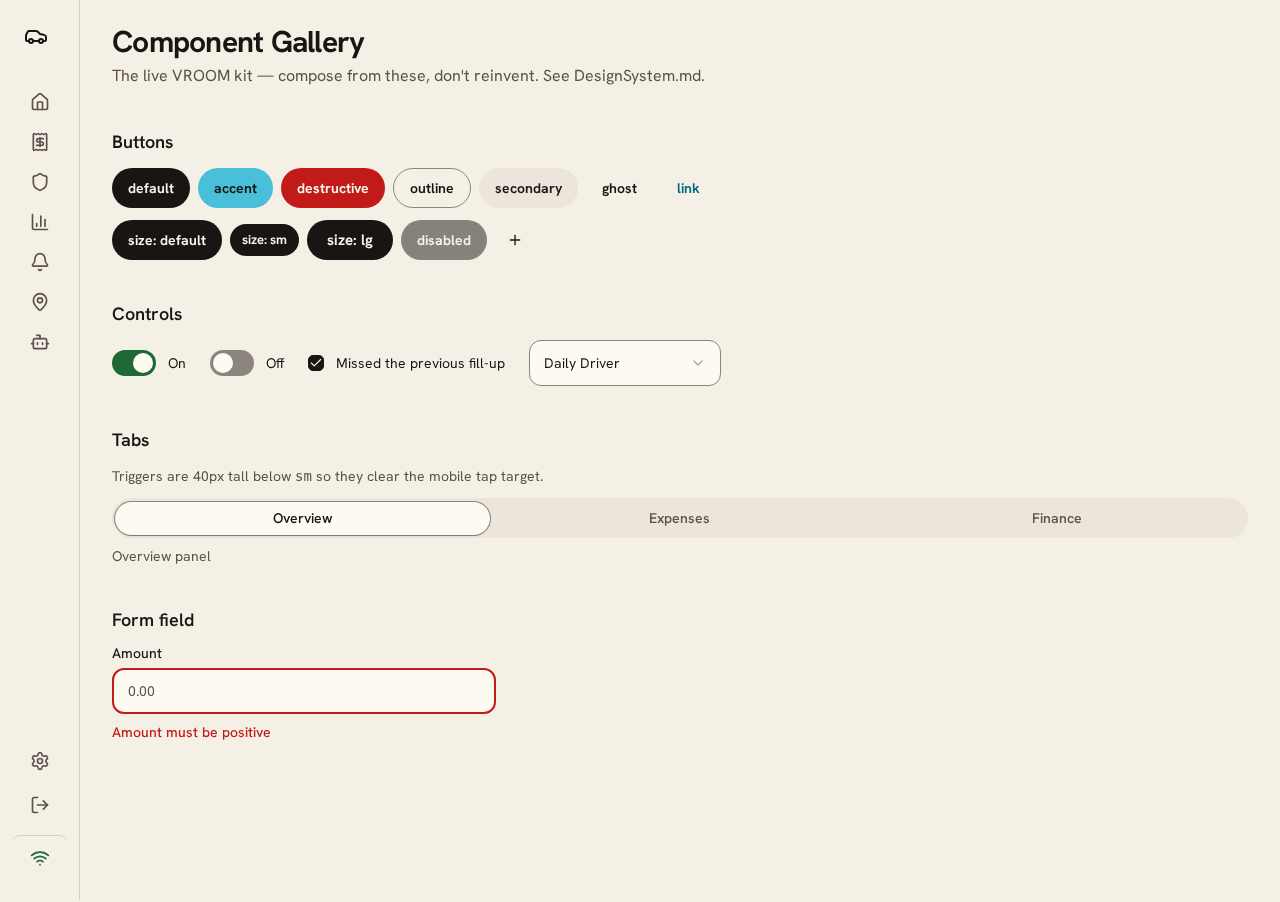 Component Gallery
The live VROOM kit — compose from these, don't reinvent. See DesignSystem.md.
Buttons
default accent destructive outline secondary ghost link
size: default size: sm size: lg disabled
Controls
On Off Missed the previous fill-up Daily Driver
Tabs
Triggers are 40px tall below sm so they clear the mobile tap target.
Overview Expenses Finance
Overview panel
Form field
Amount
0.00
Amount must be positive